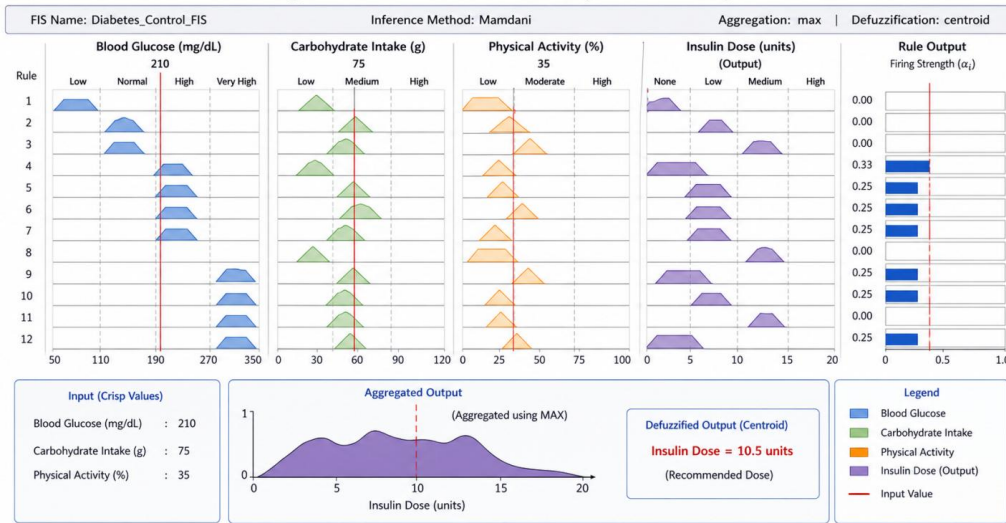 FIS Name: Diabetes_Control_FIS Inference Method: Mamdani Aggregation: max | Defuzzification: centroid
Blood Glucose (mg/dL) Carbohydrate Intake (g) Physical Activity (%) Insulin Dose (units) Rule Output
210 75 35 (Output) Firing Strength (αi)
Rule Low Normal High Very High Low Medium High Low Moderate High None Low Medium High
1 0.00
2 0.00
3 0.00
4 0.33
5 0.25
6 0.25
7 0.25
8 0.00
9 0.25
10 0.25
11 0.00
12 0.25
50 110 190 270 350 0 30 60 90 120 0 25 50 75 100 0 5 10 15 20 0 0.5 1.0
Input (Crisp Values)
Blood Glucose (mg/dL) : 210
Carbohydrate Intake (g) : 75
Physical Activity (%) : 35
Aggregated Output
(Aggregated using MAX)
1
0 5 10 15 20
Insulin Dose (units)
Defuzzified Output (Centroid)
Insulin Dose = 10.5 units
(Recommended Dose)
Legend
Blood Glucose
Carbohydrate Intake
Physical Activity
Insulin Dose (Output)
Input Value